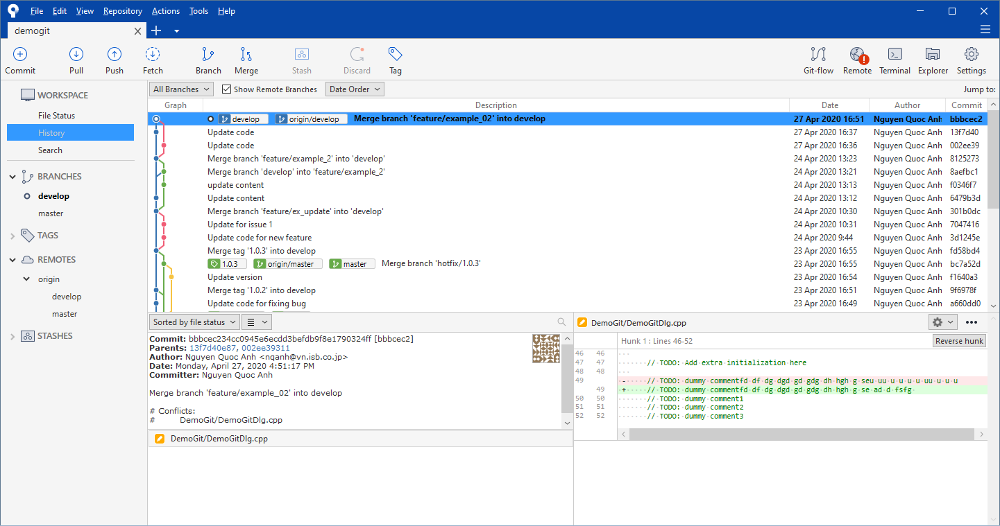 File Edit View Repository Actions Tools Help
demogit
Commit Pull Push Fetch Branch Merge Stash Discard Tag Git-flow Remote Terminal Explorer Settings
WORKSPACE
File Status
History
Search
BRANCHES
develop
master
TAGS
REMOTES
origin
develop
master
STASHES
All Branches Show Remote Branches Date Order Jump to:
Graph Description Date Author Commit
develop origin/develop Merge branch 'feature/example_02' into develop 27 Apr 2020 16:51 Nguyen Quoc Anh bbbcec2
Update code 27 Apr 2020 16:37 Nguyen Quoc Anh 13f7d40
Update code 27 Apr 2020 16:36 Nguyen Quoc Anh 002ee39
Merge branch 'feature/example_2' into 'develop' 24 Apr 2020 13:23 Nguyen Quoc Anh 8125273
Merge branch 'develop' into 'feature/example_2' 24 Apr 2020 13:21 Nguyen Quoc Anh 8aefbc1
update content 24 Apr 2020 13:13 Nguyen Quoc Anh f0346f7
Update content 24 Apr 2020 13:12 Nguyen Quoc Anh 6479b3d
Merge branch 'feature/ex_update' into 'develop' 24 Apr 2020 10:30 Nguyen Quoc Anh 301b0dc
Update for issue 1 24 Apr 2020 10:31 Nguyen Quoc Anh 7047416
Update code for new feature 24 Apr 2020 9:44 Nguyen Quoc Anh 3d1245e
Merge tag '1.0.3' into develop 23 Apr 2020 16:55 Nguyen Quoc Anh fd58bd4
1.0.3 origin/master master Merge branch 'hotfix/1.0.3' 23 Apr 2020 16:55 Nguyen Quoc Anh bc7a52d
Update version 23 Apr 2020 16:54 Nguyen Quoc Anh f1640a3
Merge tag '1.0.2' into develop 23 Apr 2020 16:51 Nguyen Quoc Anh 9f6978f
Update code for fixing bug 23 Apr 2020 16:49 Nguyen Quoc Anh a660dd0
Sorted by file status
Commit: bbbcec234cc0945e6ecdd3befdb9f8e1790324ff [bbbcec2]
Parents: 13f7d40e87, 002ee39311
Author: Nguyen Quoc Anh <nqanh@vn.isb.co.jp>
Date: Monday, April 27, 2020 4:51:17 PM
Committer: Nguyen Quoc Anh
Merge branch 'feature/example_02' into develop
# Conflicts:
# DemoGit/DemoGitDlg.cpp
DemoGit/DemoGitDlg.cpp
DemoGit/DemoGitDlg.cpp
Hunk 1 : Lines 46-52 Reverse hunk
46 46
47 47 // TODO: Add extra initialization here
48 48
49 - // TODO: dummy commentfd df dg dgd gd gdg dh hgh g seu uu u u u u uu u u u
49 + // TODO: dummy commentfd df dg dgd gd gdg dh hgh g se ad d fsfg
50 50 // TODO: dummy comment1
51 51 // TODO: dummy comment2
52 52 // TODO: dummy comment3